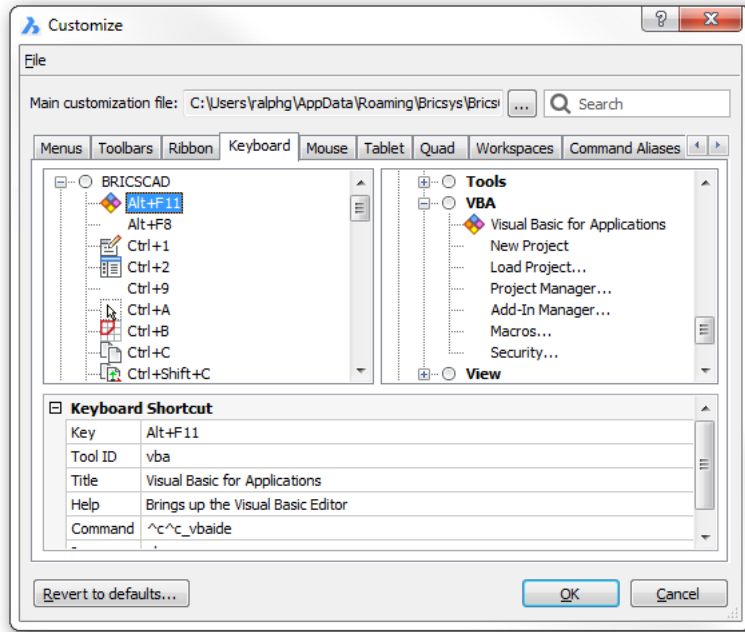 Customize
File
Main customization file: C:\Users\ralphg\AppData\Roaming\Bricsys\Brics ... Search
Menus Toolbars Ribbon Keyboard Mouse Tablet Quad Workspaces Command Aliases
BRICSCAD
Alt+F11
Alt+F8
Ctrl+1
Ctrl+2
Ctrl+9
Ctrl+A
Ctrl+B
Ctrl+C
Ctrl+Shift+C
Tools
VBA
Visual Basic for Applications
New Project
Load Project...
Project Manager...
Add-In Manager...
Macros...
Security...
View
Keyboard Shortcut
Key Alt+F11
Tool ID vba
Title Visual Basic for Applications
Help Brings up the Visual Basic Editor
Command ^c^c_vbaide
Revert to defaults... OK Cancel